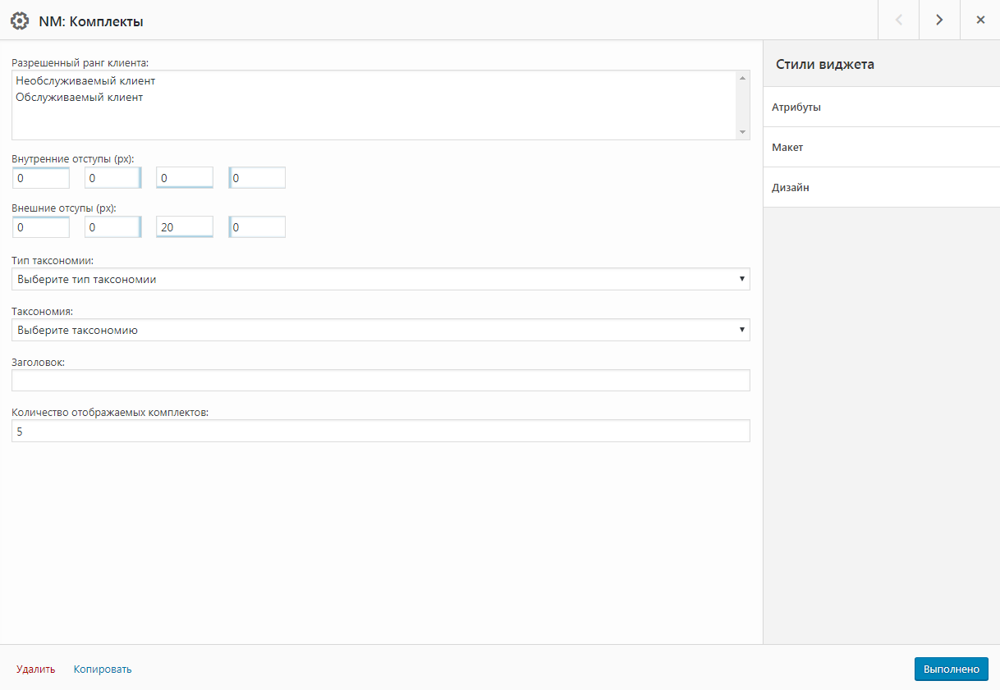 NM: Комплекты
Разрешенный ранг клиента:
Необслуживаемый клиент
Обслуживаемый клиент
Внутренние отступы (px):
0 0 0 0
Внешние отсупы (px):
0 0 20 0
Тип таксономии:
Выберите тип таксономии
Таксономия:
Выберите таксономию
Заголовок:
Количество отображаемых комплектов:
5
Стили виджета
Атрибуты
Макет
Дизайн
Удалить Копировать
Выполнено